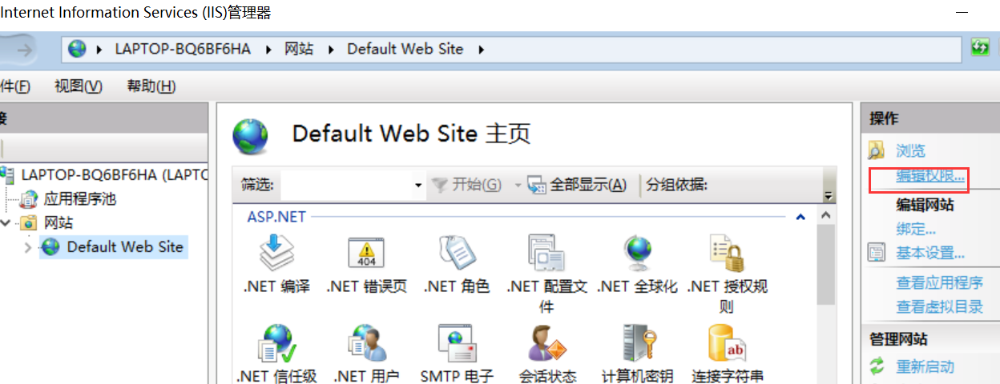 Internet Information Services (IIS)管理器
LAPTOP-BQ6BF6HA 网站 Default Web Site
件(F) 视图(V) 帮助(H)
接
LAPTOP-BQ6BF6HA (LAPTO
应用程序池
网站
Default Web Site
Default Web Site 主页
筛选: 开始(G) 全部显示(A) 分组依据:
ASP.NET
404
.NET 编译
.NET 错误页
.NET 角色
.NET 配置文件
.NET 全球化
.NET 授权规则
ab
.NET 信任级
.NET 用户
SMTP 电子
会话状态
计算机密钥
连接字符串
操作
浏览
编辑权限...
编辑网站
绑定...
基本设置...
查看应用程序
查看虚拟目录
管理网站
重新启动